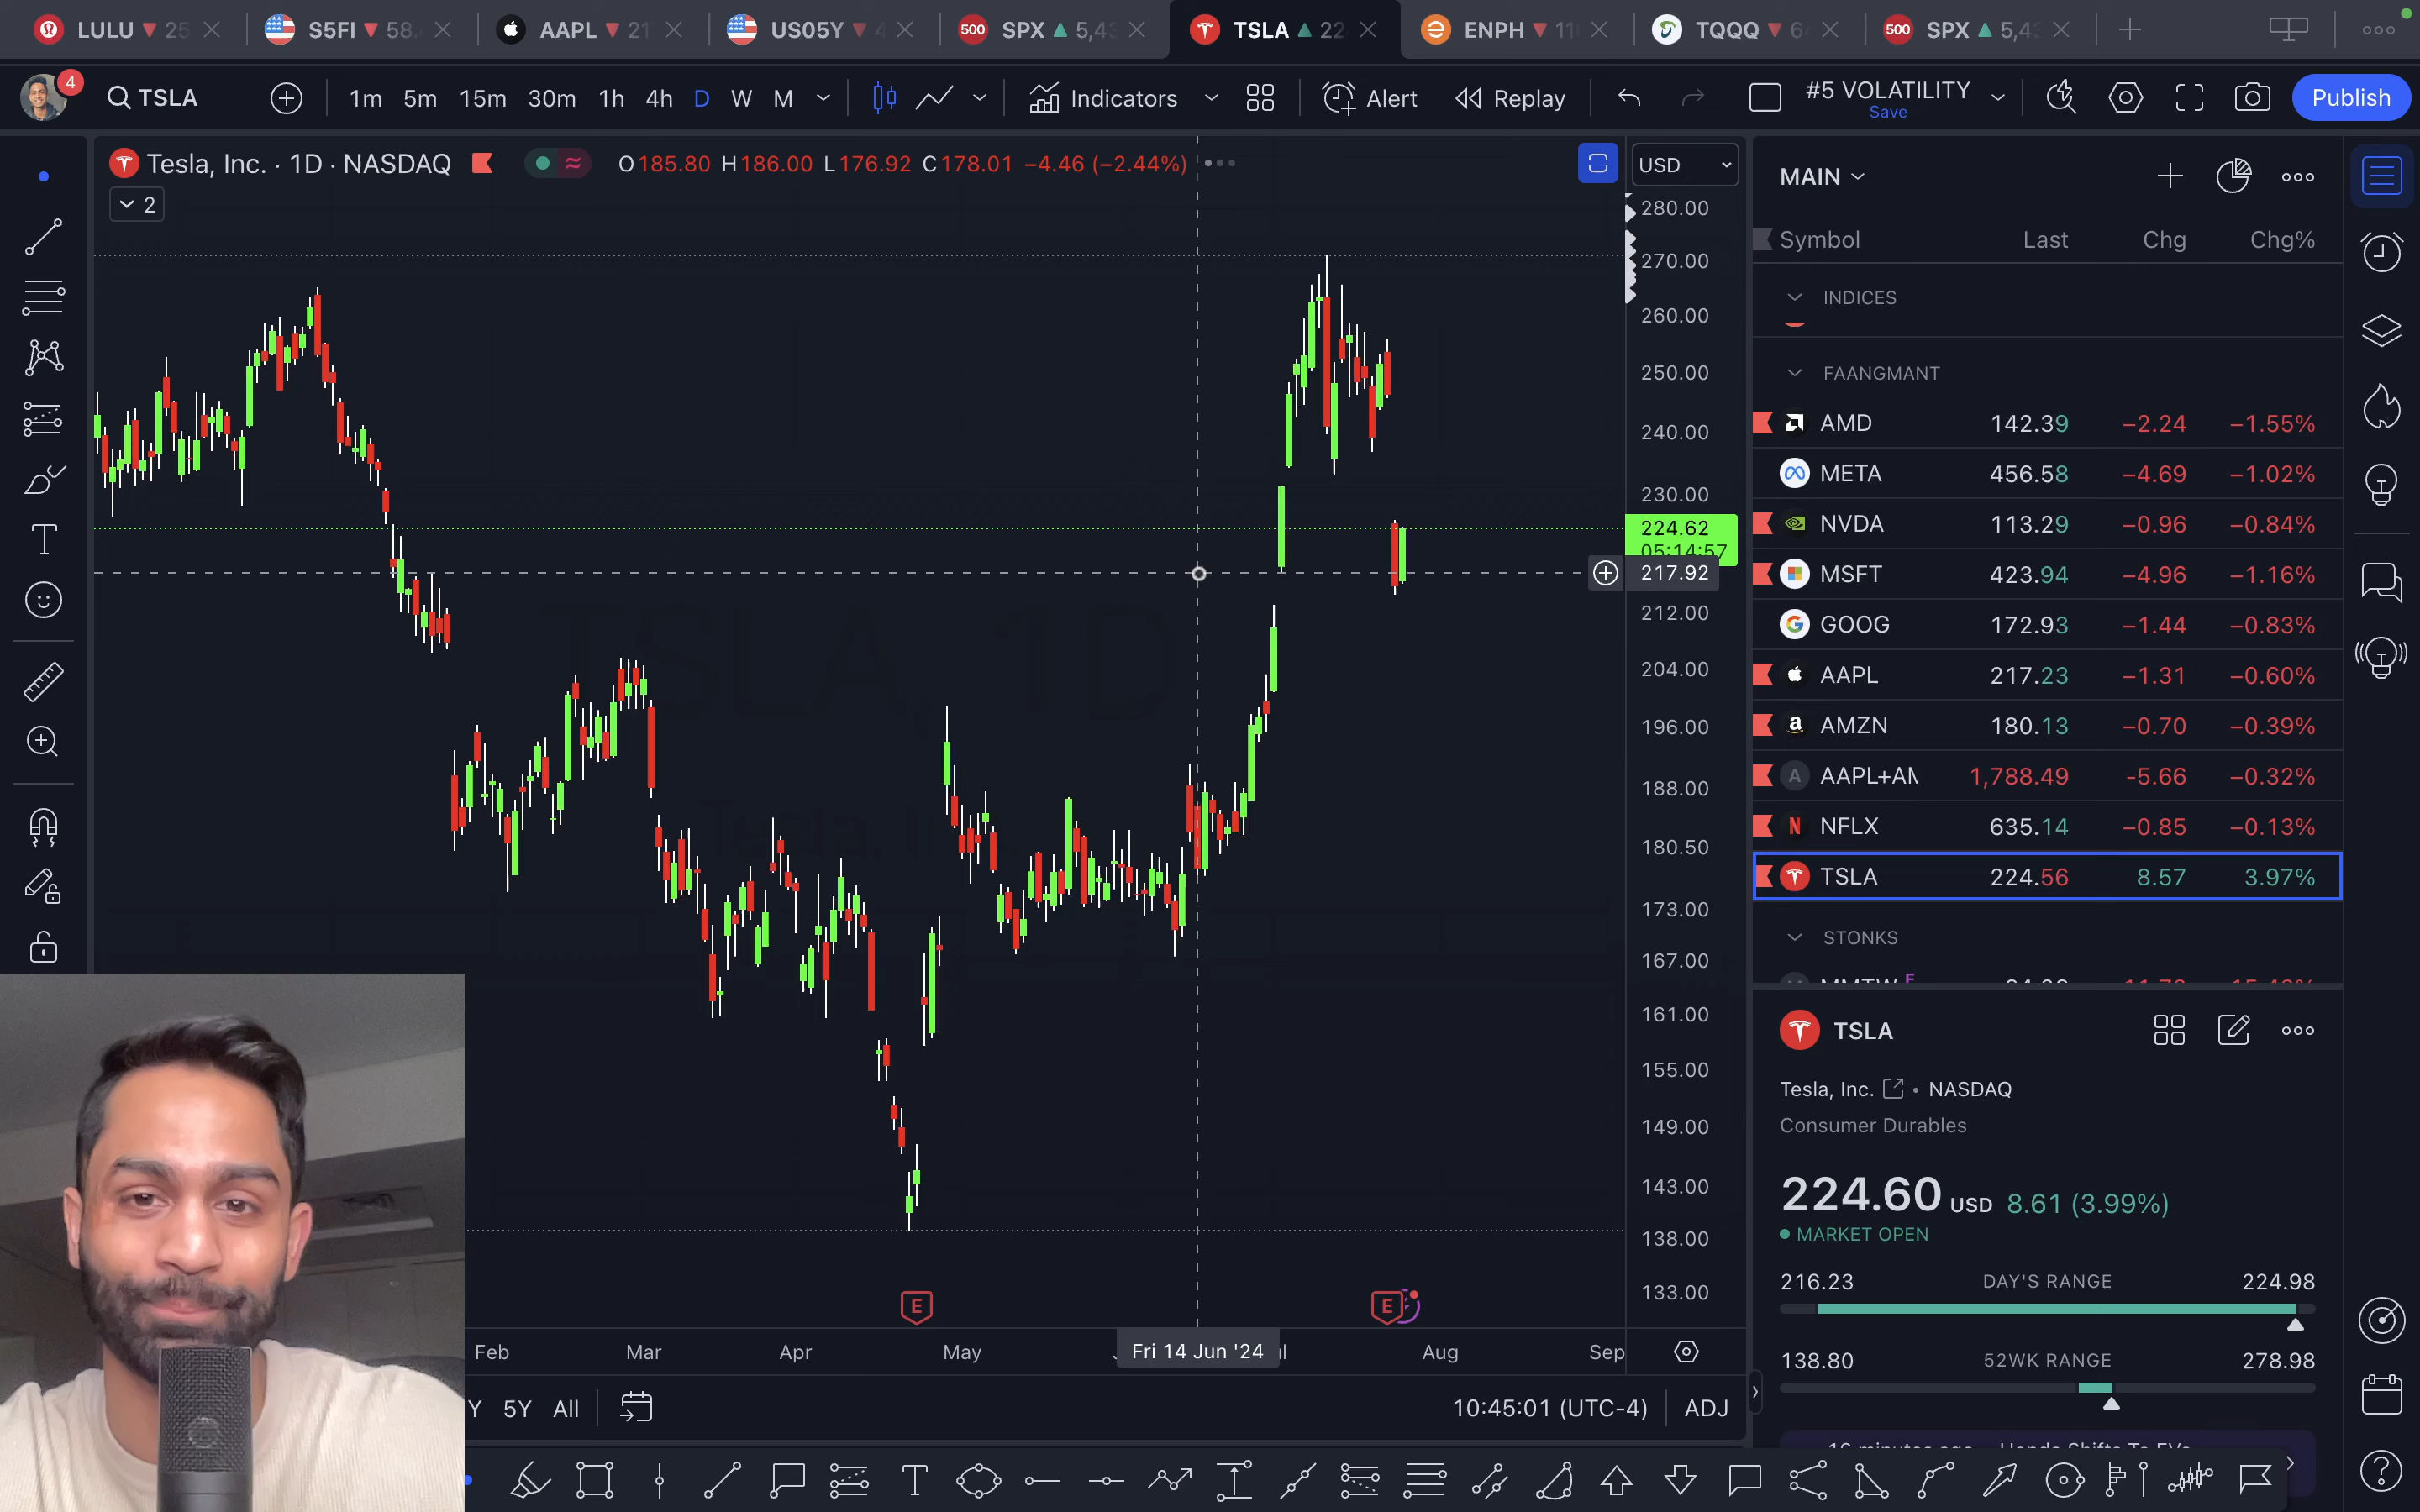 LULU 25
S5FI 58.
AAPL 21
US05Y 4
SPX 5,43
TSLA 22
ENPH 11
TQQQ 6
SPX 5,43
4
TSLA
1m 5m 15m 30m 1h 4h D W M
Indicators
Alert
Replay
#5 VOLATILITY
Save
Publish
Tesla, Inc. · 1D · NASDAQ
O185.80 H186.00 L176.92 C178.01 −4.46 (−2.44%)
2
USD
280.00
270.00
260.00
250.00
240.00
230.00
224.62
05:14:57
217.92
212.00
204.00
196.00
188.00
180.50
173.00
167.00
161.00
155.00
149.00
143.00
138.00
133.00
TSLA, 1D
Tesla, I
E
E
Feb Mar Apr May Fri 14 Jun '24 Aug Sep
Y 5Y All
10:45:01 (UTC-4)
ADJ
MAIN
Symbol Last Chg Chg%
INDICES
FAANGMANT
AMD 142.39 −2.24 −1.55%
META 456.58 −4.69 −1.02%
NVDA 113.29 −0.96 −0.84%
MSFT 423.94 −4.96 −1.16%
GOOG 172.93 −1.44 −0.83%
AAPL 217.23 −1.31 −0.60%
AMZN 180.13 −0.70 −0.39%
A AAPL+AM 1,788.49 -5.66 −0.32%
NFLX 635.14 −0.85 −0.13%
TSLA 224.56 8.57 3.97%
STONKS
TSLA
Tesla, Inc. • NASDAQ
Consumer Durables
224.60 USD 8.61 (3.99%)
MARKET OPEN
216.23 DAY'S RANGE 224.98
138.80 52WK RANGE 278.98